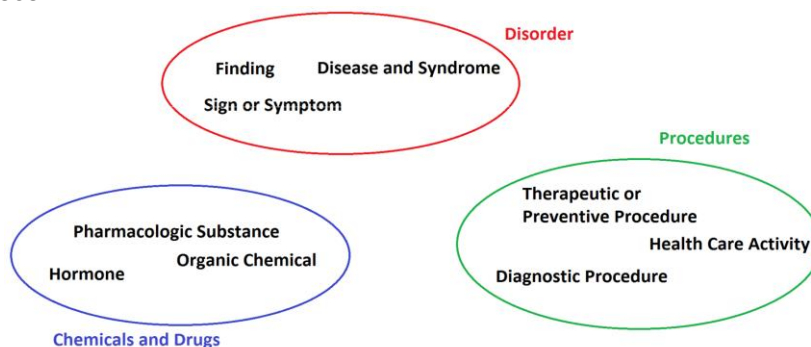 Disorder
Finding
Disease and Syndrome
Sign or Symptom
Procedures
Therapeutic or
Preventive Procedure
Health Care Activity
Diagnostic Procedure
Pharmacologic Substance
Organic Chemical
Hormone
Chemicals and Drugs